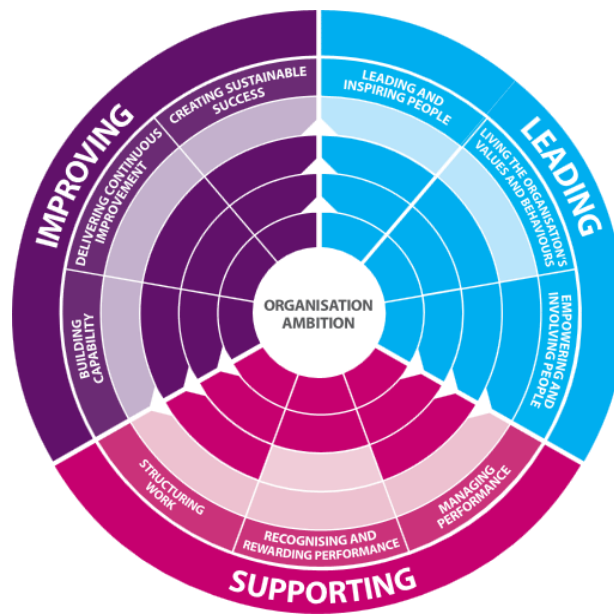 IMPROVING
CREATING SUSTAINABLE
SUCCESS
DELIVERING CONTINUOUS
IMPROVEMENT
BUILDING
CAPABILITY
LEADING
LEADING AND
INSPIRING PEOPLE
LIVING THE ORGANISATION'S
VALUES AND BEHAVIOURS
EMPOWERING AND
INVOLVING PEOPLE
ORGANISATION
AMBITION
STRUCTURING
WORK
RECOGNISING AND
REWARDING PERFORMANCE
MANAGING
PERFORMANCE
SUPPORTING